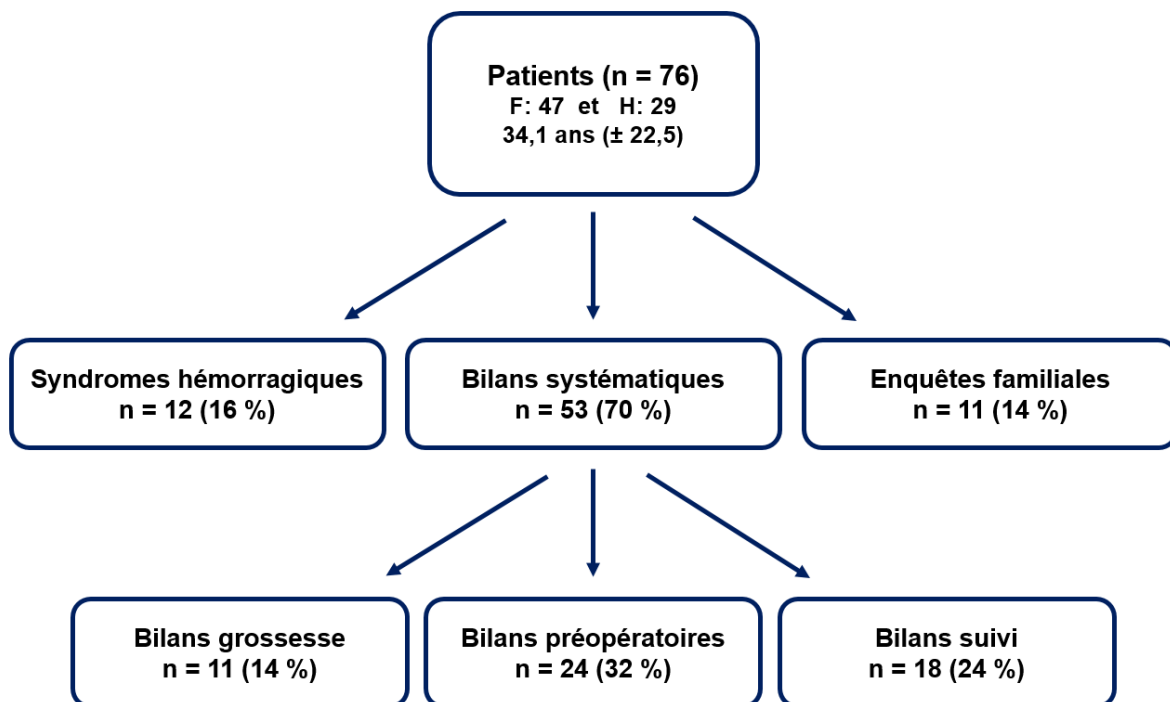 Patients (n = 76)
F: 47 et H: 29
34,1 ans (± 22,5)
Syndromes hémorragiques
n = 12 (16 %)
Bilans systématiques
n = 53 (70 %)
Enquêtes familiales
n = 11 (14 %)
Bilans grossesse
n = 11 (14 %)
Bilans préopératoires
n = 24 (32 %)
Bilans suivi
n = 18 (24 %)